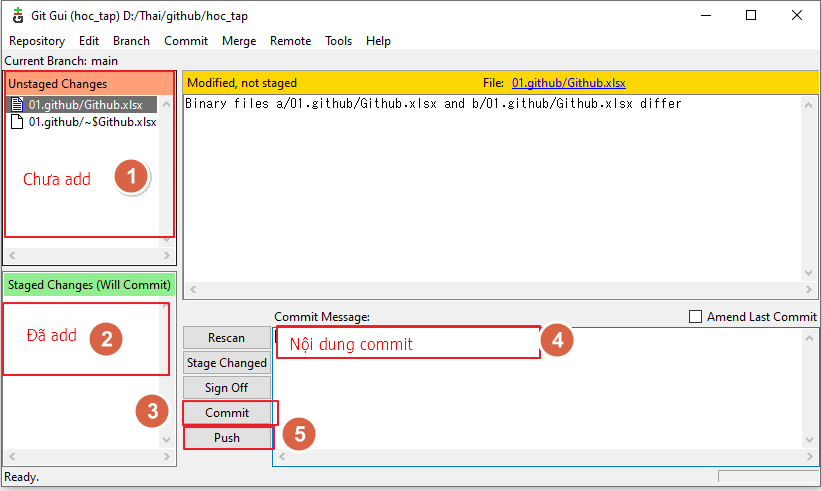 Git Gui (hoc_tap) D:/Thai/github/hoc_tap
Repository Edit Branch Commit Merge Remote Tools Help
Current Branch: main
Unstaged Changes
01.github/Github.xlsx
01.github/~$Github.xlsx
Chưa add
1
Modified, not staged File: 01.github/Github.xlsx
Binary files a/01.github/Github.xlsx and b/01.github/Github.xlsx differ
Staged Changes (Will Commit)
Đã add
2
Commit Message:
Amend Last Commit
Rescan
Stage Changed
Sign Off
3
Commit
Push
5
Nội dung commit
4
Ready.